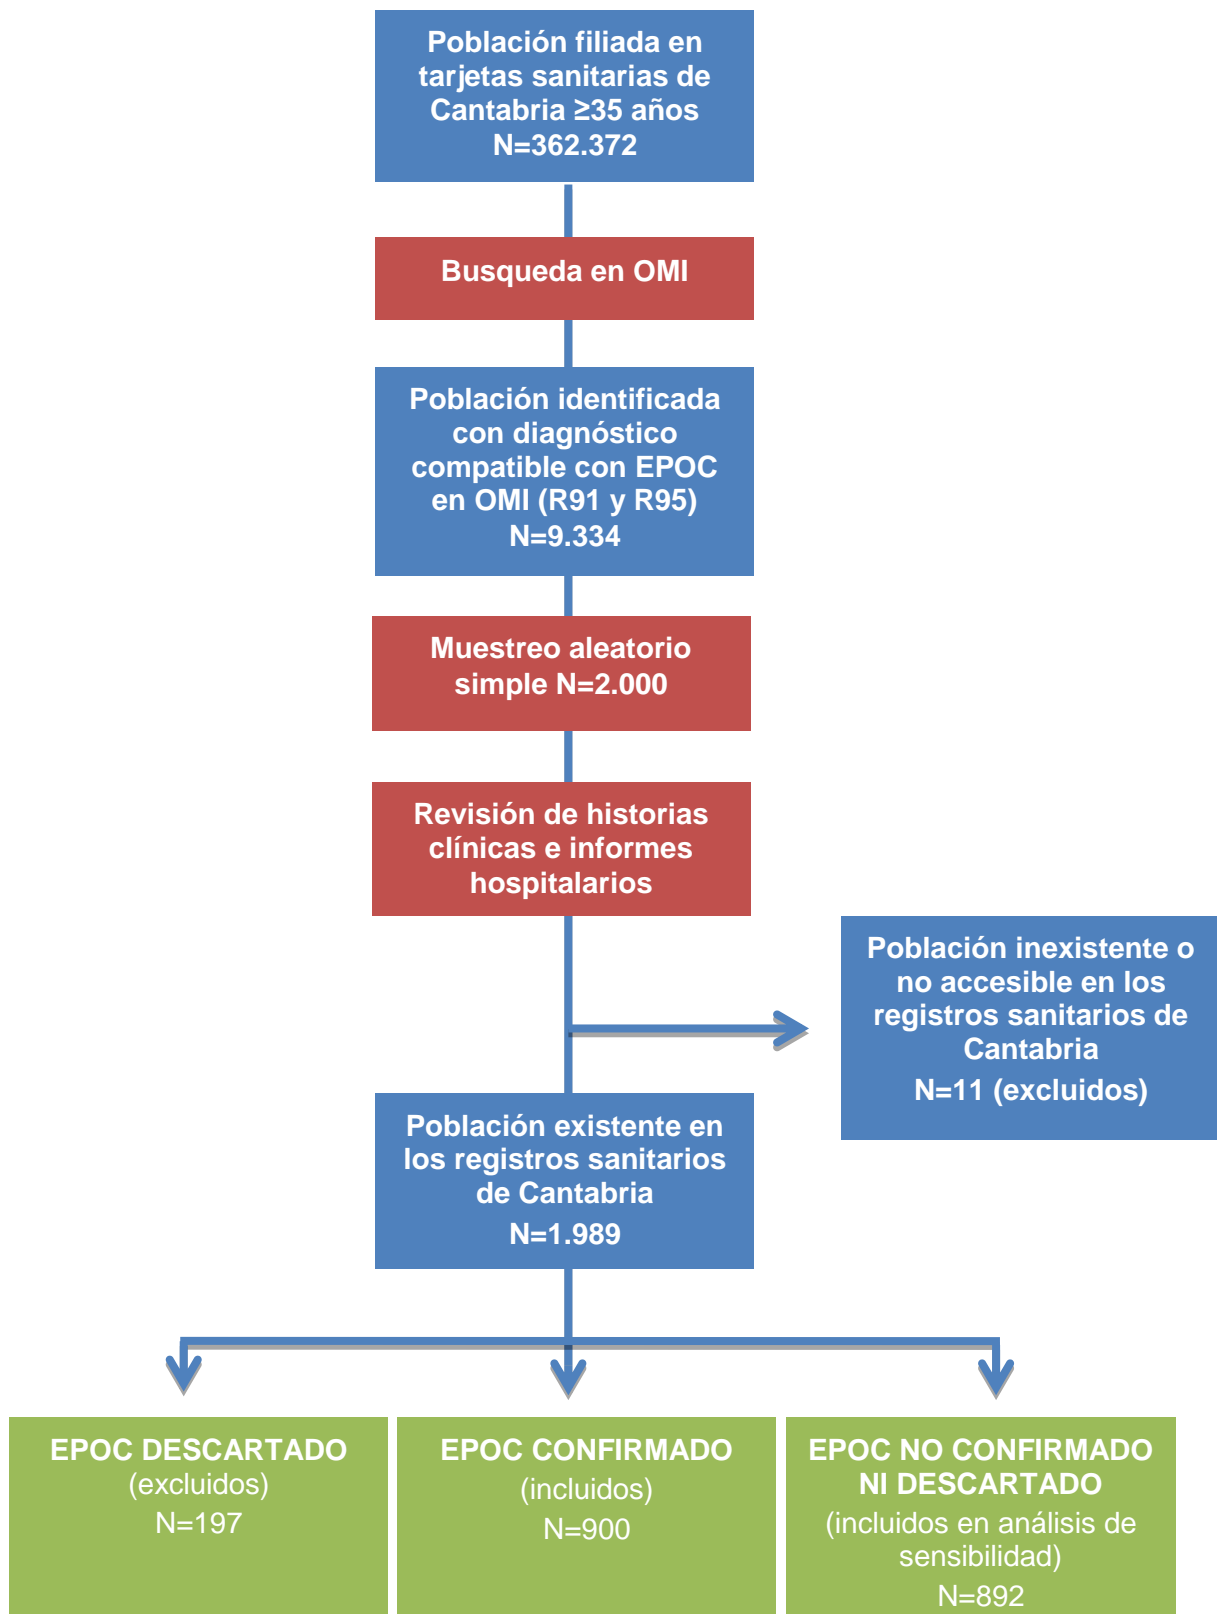 Población filiada en
tarjetas sanitarias de
Cantabria ≥35 años
N=362.372
Busqueda en OMI
Población identificada
con diagnóstico
compatible con EPOC
en OMI (R91 y R95)
N=9.334
Muestreo aleatorio
simple N=2.000
Revisión de historias
clínicas e informes
hospitalarios
Población inexistente o
no accesible en los
registros sanitarios de
Cantabria
N=11 (excluidos)
Población existente en
los registros sanitarios
de Cantabria
N=1.989
EPOC DESCARTADO
(excluidos)
N=197
EPOC CONFIRMADO
(incluidos)
N=900
EPOC NO CONFIRMADO
NI DESCARTADO
(incluidos en análisis de
sensibilidad)
N=892